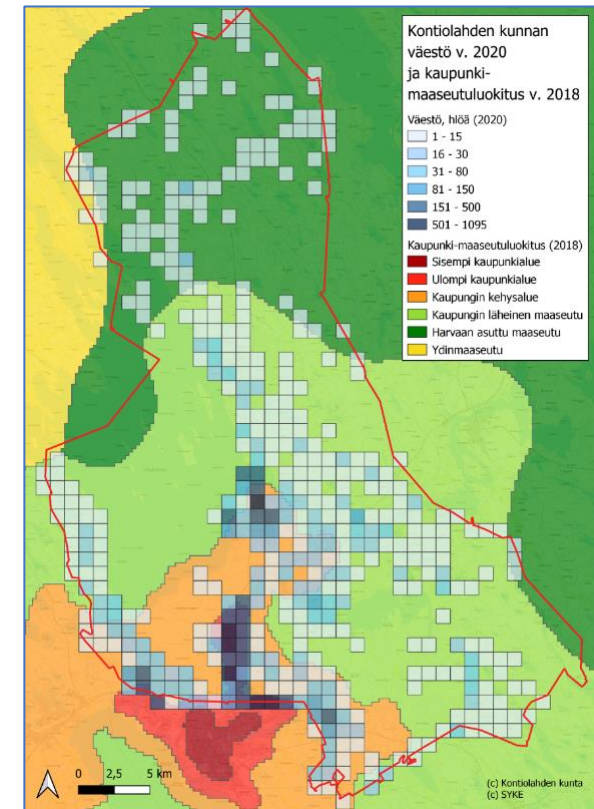 Kontiolahden kunnan
väestö v. 2020
ja kaupunki-
maaseutuluokitus v. 2018
Väestö, hlöä (2020)
1 - 15
16 - 30
31 - 80
81 - 150
151 - 500
501 - 1095
Kaupunki-maaseutuluokitus (2018)
Sisempi kaupunkialue
Ulompi kaupunkialue
Kaupungin kehysalue
Kaupungin läheinen maaseutu
Harvaan asuttu maaseutu
Ydinmaaseutu
0 2,5 5 km
(c) Kontiolahden kunta
(c) SYKE